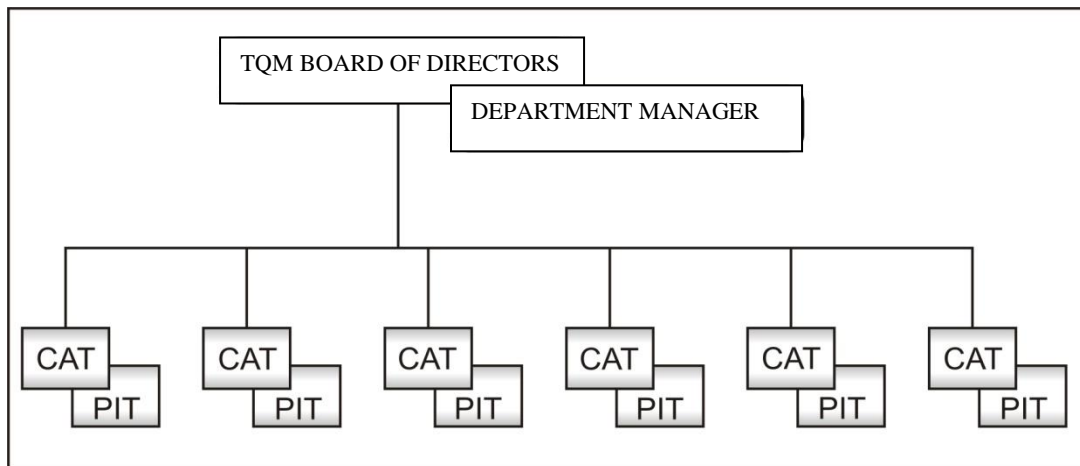 TQM BOARD OF DIRECTORS
DEPARTMENT MANAGER
CAT
PIT
CAT
PIT
CAT
PIT
CAT
PIT
CAT
PIT
CAT
PIT